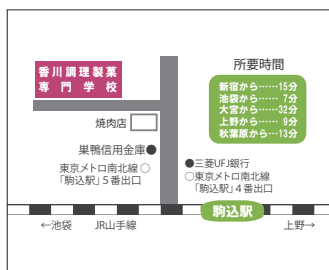 香川調理製菓
専門学校
焼肉店
巣鴨信用金庫●
東京メトロ南北線○
「駒込駅」5番出口
所要時間
新宿から……15分
池袋から…… 7分
大宮から……32分
上野から…… 9分
秋葉原から…13分
●三菱UFJ銀行
○東京メトロ南北線
「駒込駅」4番出口
駒込駅
←池袋 JR山手線 上野→